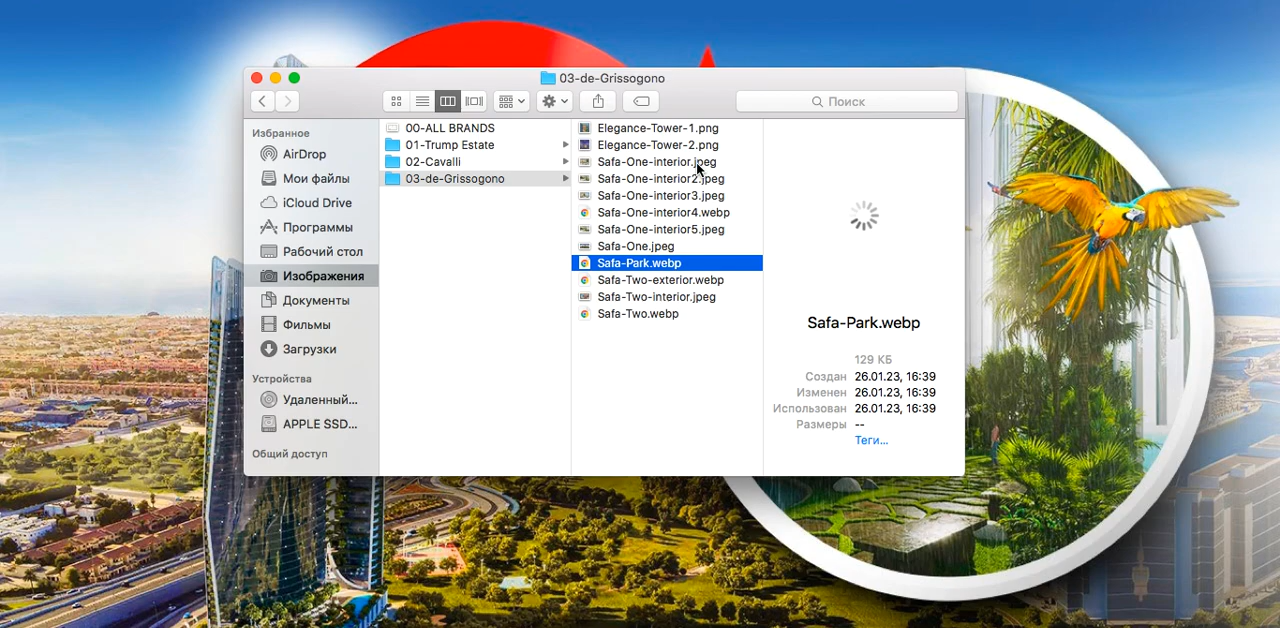 03-de-Grissogono
Поиск
Избранное
AirDrop
Мои файлы
iCloud Drive
Программы
Рабочий стол
Изображения
Документы
Фильмы
Загрузки
Устройства
Удаленный...
APPLE SSD...
Общий доступ
00-ALL BRANDS
01-Trump Estate
02-Cavalli
03-de-Grissogono
Elegance-Tower-1.png
Elegance-Tower-2.png
Safa-One-interior.jpeg
Safa-One-interior2.jpeg
Safa-One-interior3.jpeg
Safa-One-interior4.webp
Safa-One-interior5.jpeg
Safa-One.jpeg
Safa-Park.webp
Safa-Two-exterior.webp
Safa-Two-interior.jpeg
Safa-Two.webp
Safa-Park.webp
129 КБ
Создан 26.01.23, 16:39
Изменен 26.01.23, 16:39
Использован 26.01.23, 16:39
Размеры --
Теги...